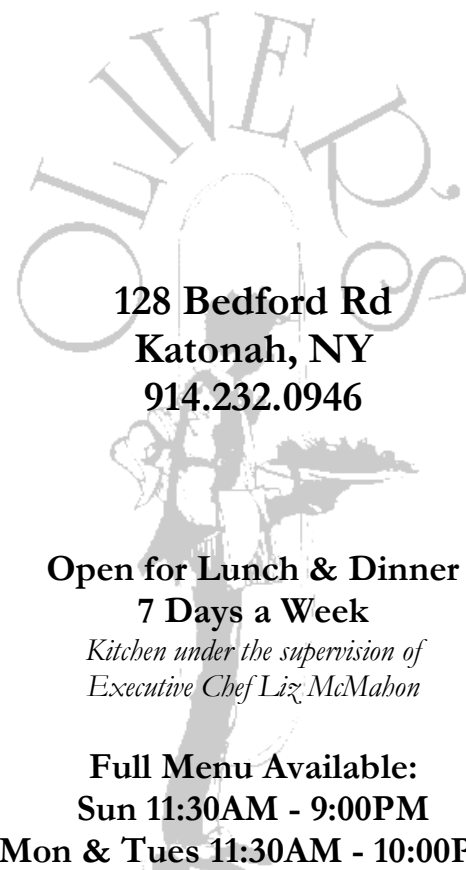 OLIVER'S
128 Bedford Rd
Katonah, NY
914.232.0946
Open for Lunch & Dinner
7 Days a Week
Kitchen under the supervision of
Executive Chef Liz McMahon
Full Menu Available:
Sun 11:30AM - 9:00PM
Mon & Tues 11:30AM - 10:00P